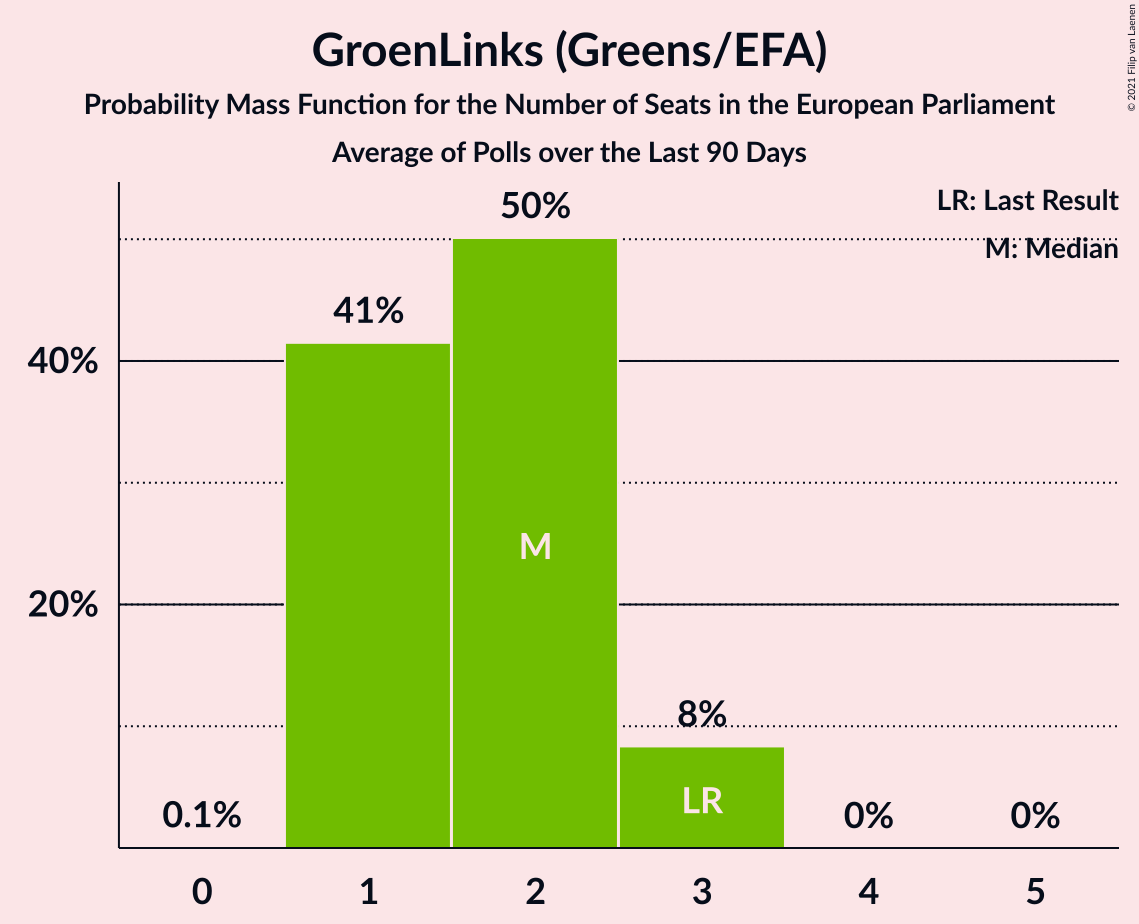 GroenLinks (Greens/EFA)
Probability Mass Function for the Number of Seats in the European Parliament
Average of Polls over the Last 90 Days
© 2021 Filip van Laenen
LR: Last Result
M: Median
50%
41%
40%
M
20%
8%
LR
0.1%
0%
0%
0
1
2
3
4
5